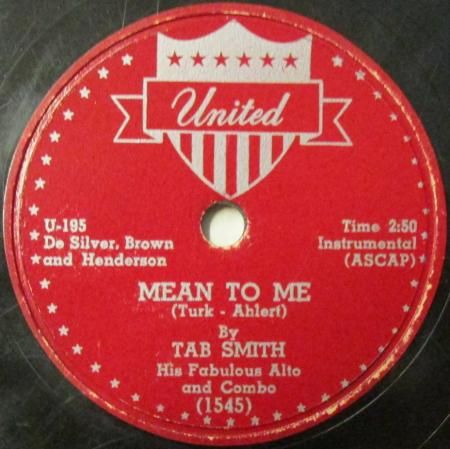 United
U-195
De Silver, Brown
and Henderson
Time 2:50
Instrumental
(ASCAP)
MEAN TO ME
(Turk - Ahlert)
By
TAB SMITH
His Fabulous Alto
and Combo
(1545)